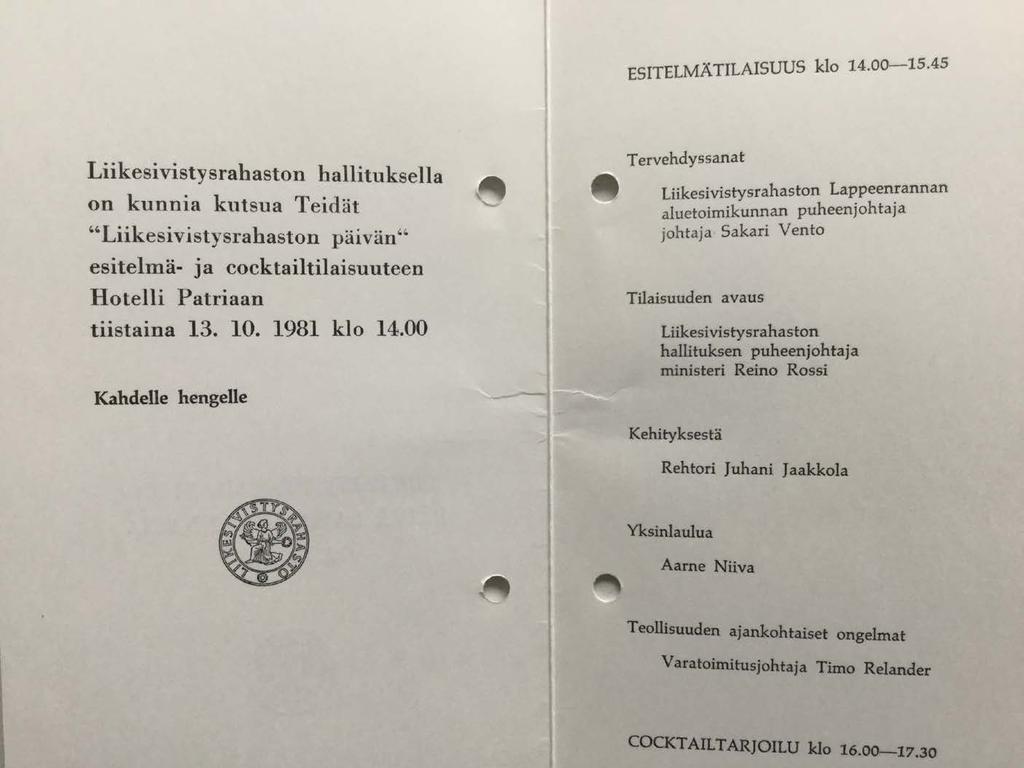 Liikesivistysrahaston hallituksella
on kunnia kutsua Teidät
“Liikesivistysrahaston päivän“
esitelmä- ja cocktailtilaisuuteen
Hotelli Patriaan
tiistaina 13. 10. 1981 klo 14.00
Kahdelle hengelle
LIIKESIVISTYSRAHASTO
ESITELMÄTILAISUUS klo 14.00—15.45
Tervehdyssanat
Liikesivistysrahaston Lappeenrannan
aluetoimikunnan puheenjohtaja
johtaja Sakari Vento
Tilaisuuden avaus
Liikesivistysrahaston
hallituksen puheenjohtaja
ministeri Reino Rossi
Kehityksestä
Rehtori Juhani Jaakkola
Yksinlaulua
Aarne Niiva
Teollisuuden ajankohtaiset ongelmat
Varatoimitusjohtaja Timo Relander
COCKTAILTARJOILU klo 16.00—17.30